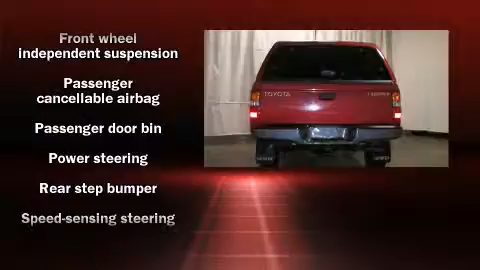 Front wheel
independent suspension
Passenger
cancellable airbag
Passenger door bin
Power steering
Rear step bumper
Speed-sensing steering
TOYOTA